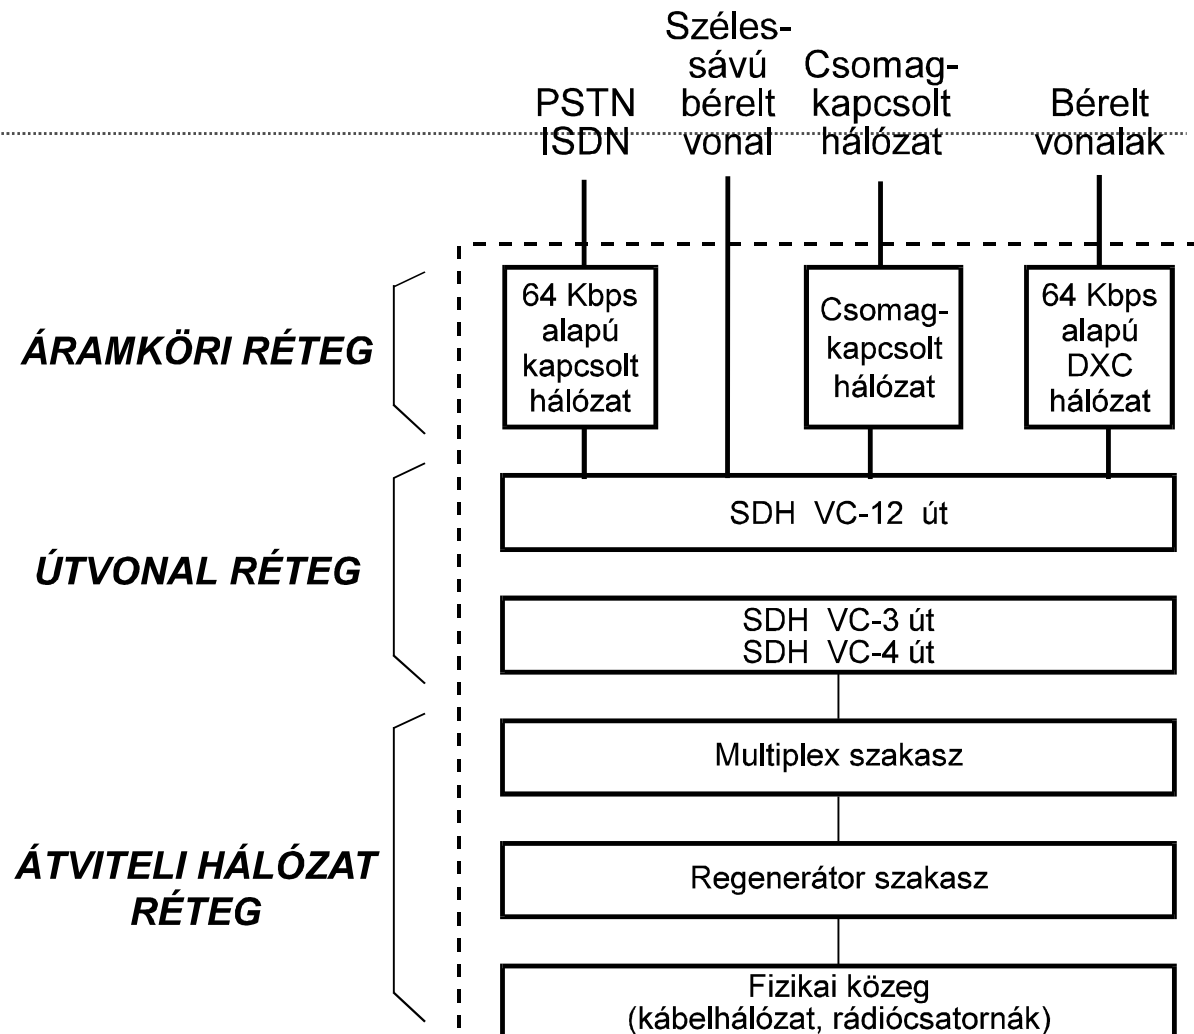 Széles-
sávú
bérelt
vonal
Csomag-
kapcsolt
hálózat
PSTN
ISDN
Bérelt
vonalak
ÁRAMKÖRI RÉTEG
64 Kbps
alapú
kapcsolt
hálózat
Csomag-
kapcsolt
hálózat
64 Kbps
alapú
DXC
hálózat
ÚTVONAL RÉTEG
SDH VC-12 út
SDH VC-3 út
SDH VC-4 út
ÁTVITELI HÁLÓZAT
RÉTEG
Multiplex szakasz
Regenerátor szakasz
Fizikai közeg
(kábelhálózat, rádiócsatornák)